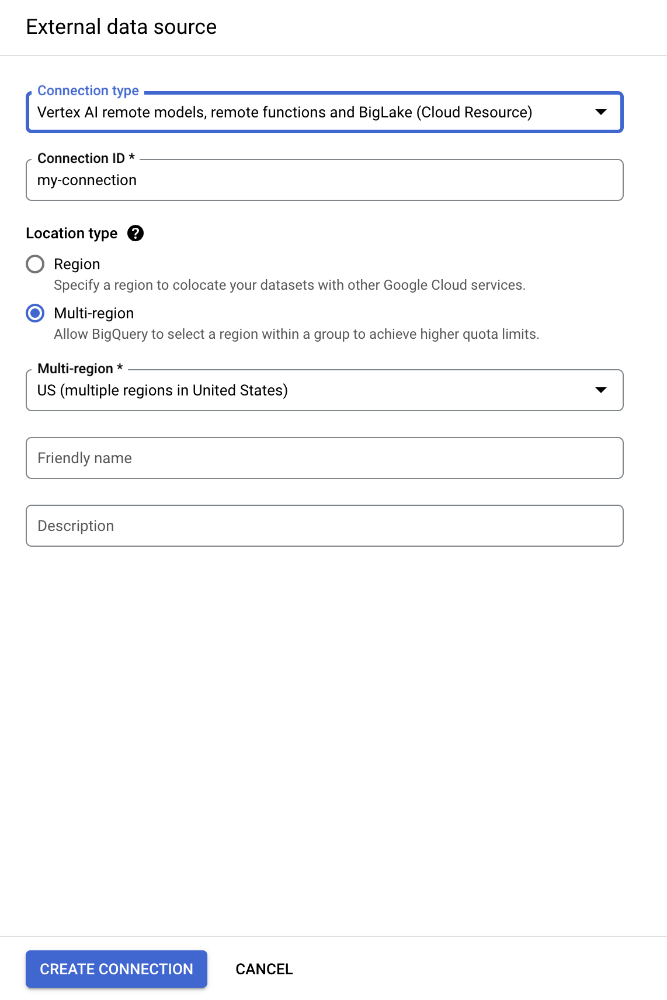 External data source
Connection type
Vertex AI remote models, remote functions and BigLake (Cloud Resource)
Connection ID *
my-connection
Location type ?
Region
Specify a region to colocate your datasets with other Google Cloud services.
Multi-region
Allow BigQuery to select a region within a group to achieve higher quota limits.
Multi-region *
US (multiple regions in United States)
Friendly name
Description
CREATE CONNECTION CANCEL